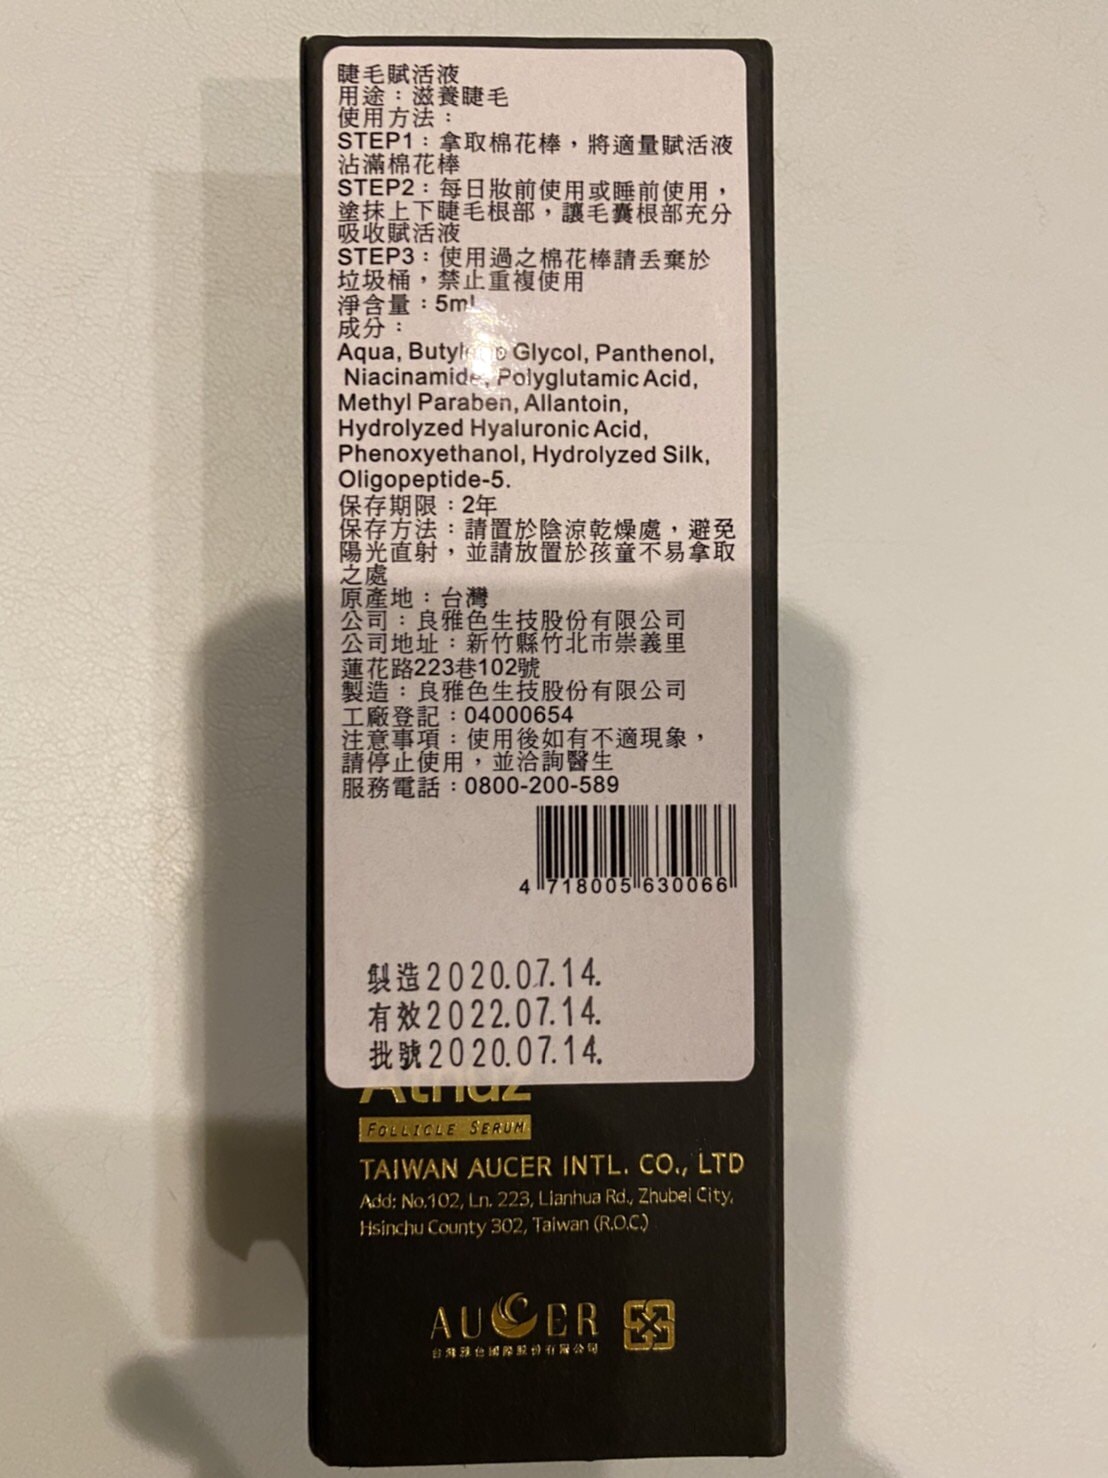 睫毛賦活液
用途：滋養睫毛
使用方法：
STEP1：拿取棉花棒，將適量賦活液
沾滿棉花棒
STEP2：每日妝前使用或睡前使用，
塗抹上下睫毛根部，讓毛囊根部充分
吸收賦活液
STEP3：使用過之棉花棒請丟棄於
垃圾桶，禁止重複使用
淨含量：5ml
成分：
Aqua, Glycol, Panthenol,
Niacinamide, Polyglutamic Acid,
Methyl Paraben, Allantoin,
Hydrolyzed Hyaluronic Acid,
Phenoxyethanol, Hydrolyzed Silk,
Oligopeptide-5.
保存期限：2年
保存方法：請置於陰涼乾燥處，避免
陽光直射，並請放置於孩童不易拿取
之處
原產地：台灣
公司：良雅色生技股份有限公司
公司地址：新竹縣竹北市崇義里
蓮花路223巷102號
製造：良雅色生技股份有限公司
工廠登記：04000654
注意事項：使用後如有不適現象，
請停止使用，並洽詢醫生
服務電話：0800-200-589
4 718005 630066
製造2020.07.14.
有效2022.07.14.
批號2020.07.14.
FOLLICLE SERUM
TAIWAN AUCER INTL. CO., LTD
Add: No.102, Ln. 223, Lianhua Rd., Zhubei City,
Hsinchu County 302, Taiwan (R.O.C)
AUCER
台灣雅色國際股份有限公司